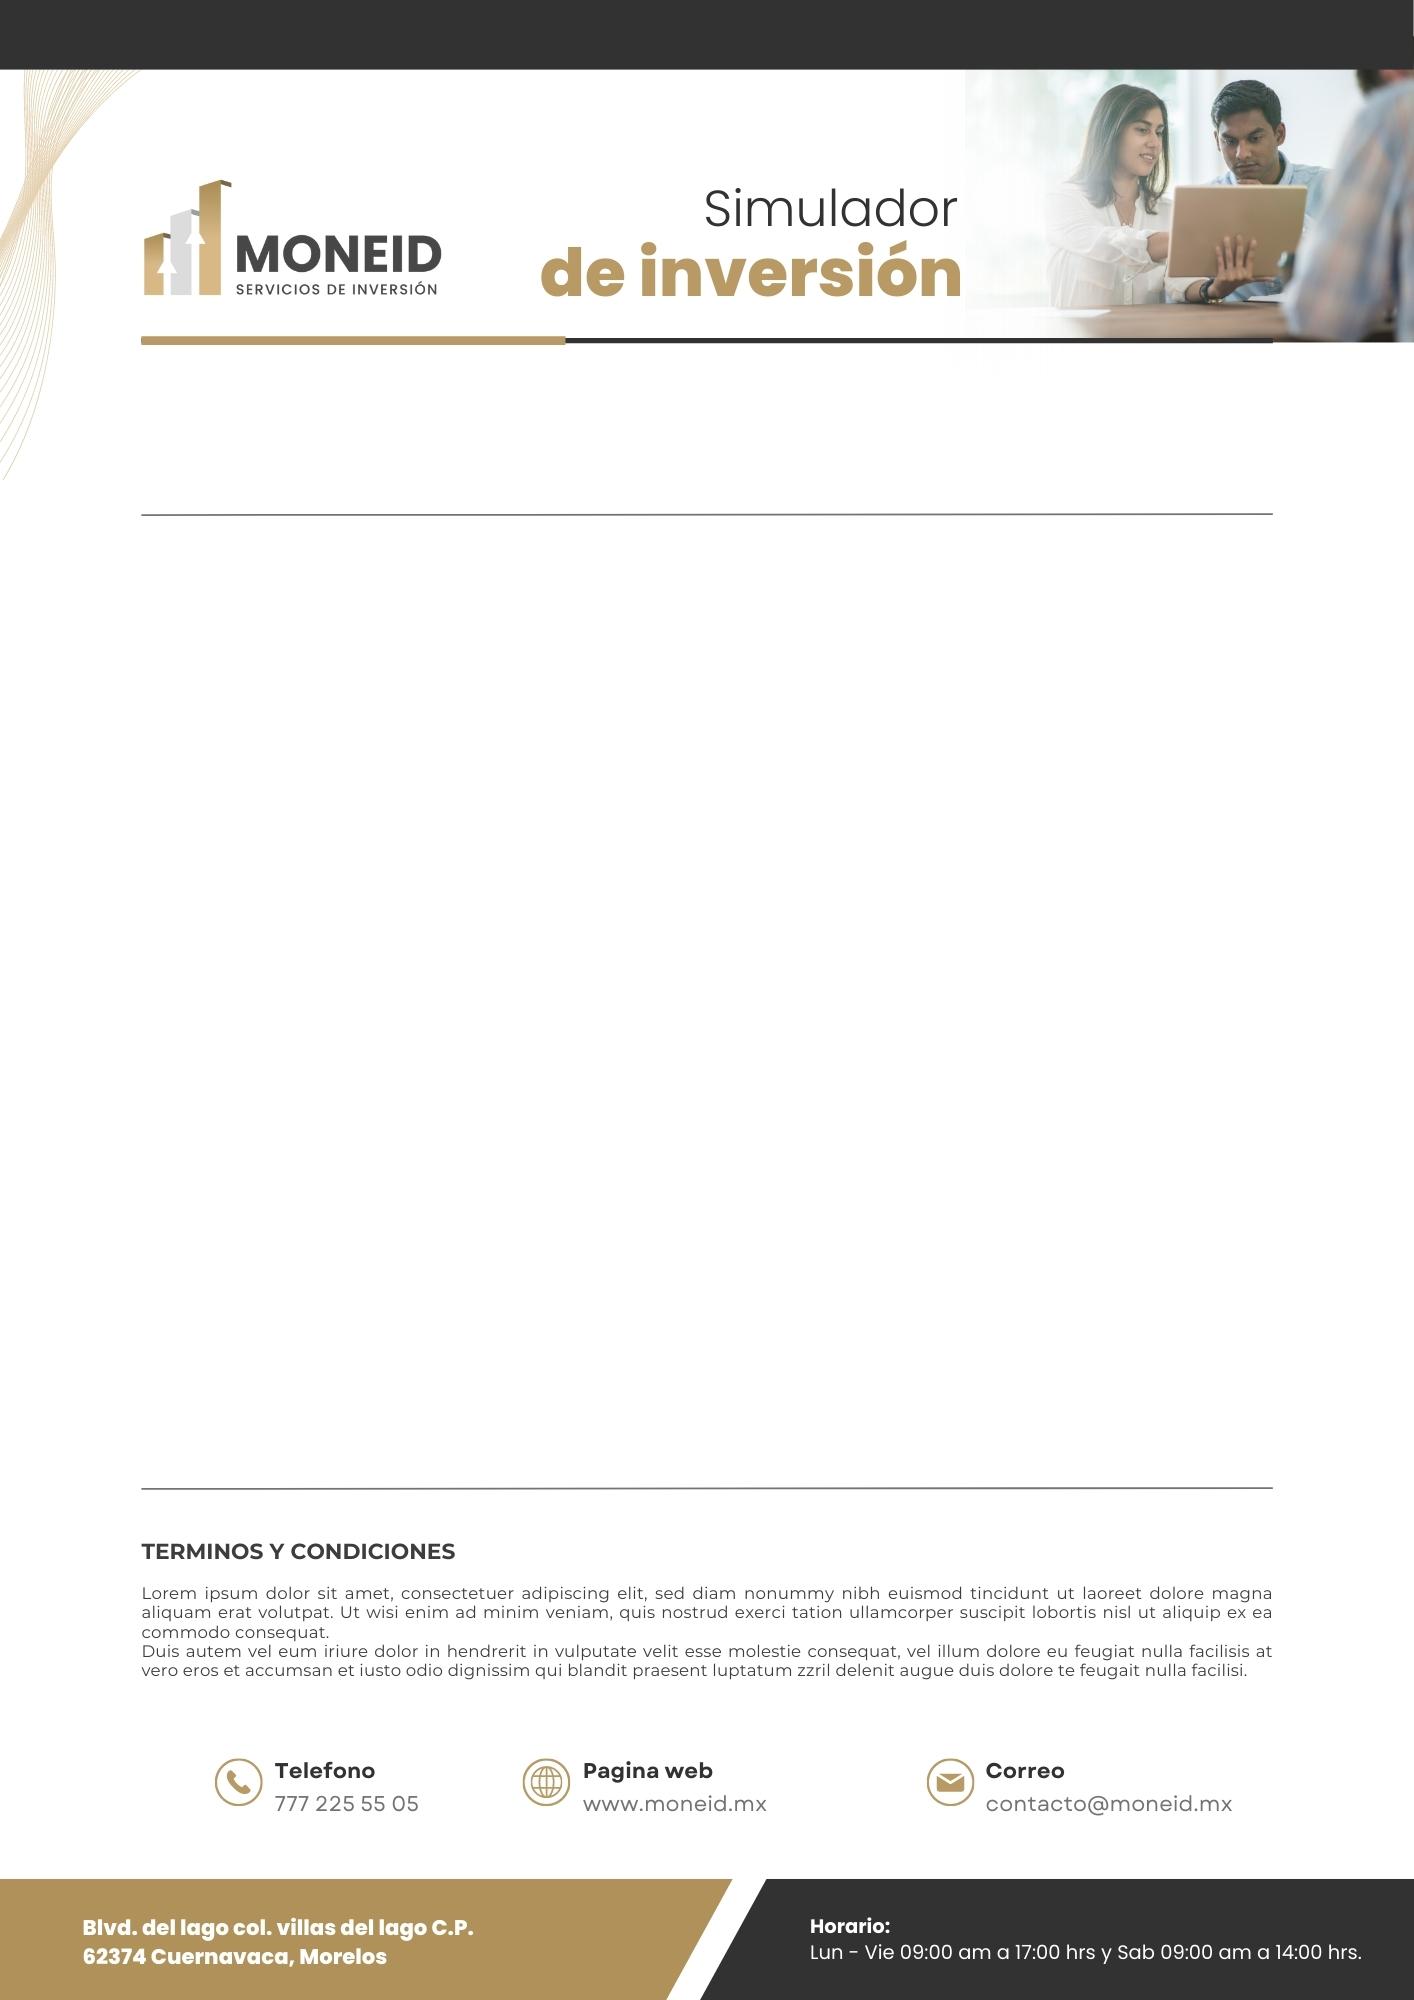 Simulador
de inversión
MONEID
SERVICIOS DE INVERSIÓN
TERMINOS Y CONDICIONES
Lorem ipsum dolor sit amet, consectetuer adipiscing elit, sed diam nonummy nibh euismod tincidunt ut laoreet dolore magna
aliquam erat volutpat. Ut wisi enim ad minim veniam, quis nostrud exerci tation ullamcorper suscipit lobortis nisl ut aliquip ex ea
commodo consequat.
Duis autem vel eum iriure dolor in hendrerit in vulputate velit esse molestie consequat, vel illum dolore eu feugiat nulla facilisis at
vero eros et accumsan et iusto odio dignissim qui blandit praesent luptatum zzril delenit augue duis dolore te feugait nulla facilisi.
Telefono
777 225 55 05
Pagina web
www.moneid.mx
Correo
contacto@moneid.mx
Blvd. del lago col. villas del lago C.P.
62374 Cuernavaca, Morelos
Horario:
Lun - Vie 09:00 am a 17:00 hrs y Sab 09:00 am a 14:00 hrs.